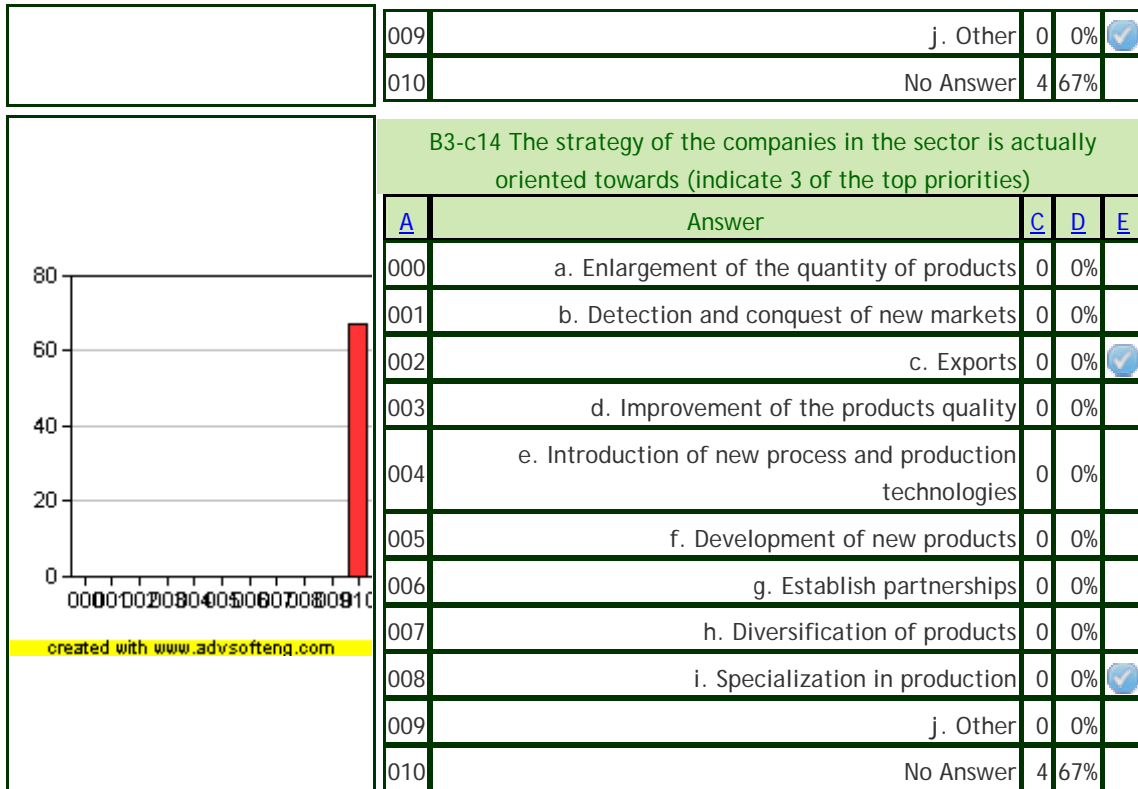 009 j. Other 0 0%
010 No Answer 4 67%
B3-c14 The strategy of the companies in the sector is actually
oriented towards (indicate 3 of the top priorities)
A Answer C D E
000 a. Enlargement of the quantity of products 0 0%
001 b. Detection and conquest of new markets 0 0%
002 c. Exports 0 0%
003 d. Improvement of the products quality 0 0%
004 e. Introduction of new process and production
technologies 0 0%
005 f. Development of new products 0 0%
006 g. Establish partnerships 0 0%
007 h. Diversification of products 0 0%
008 i. Specialization in production 0 0%
009 j. Other 0 0%
010 No Answer 4 67%
80
60
40
20
0
created with www.advsofteng.com